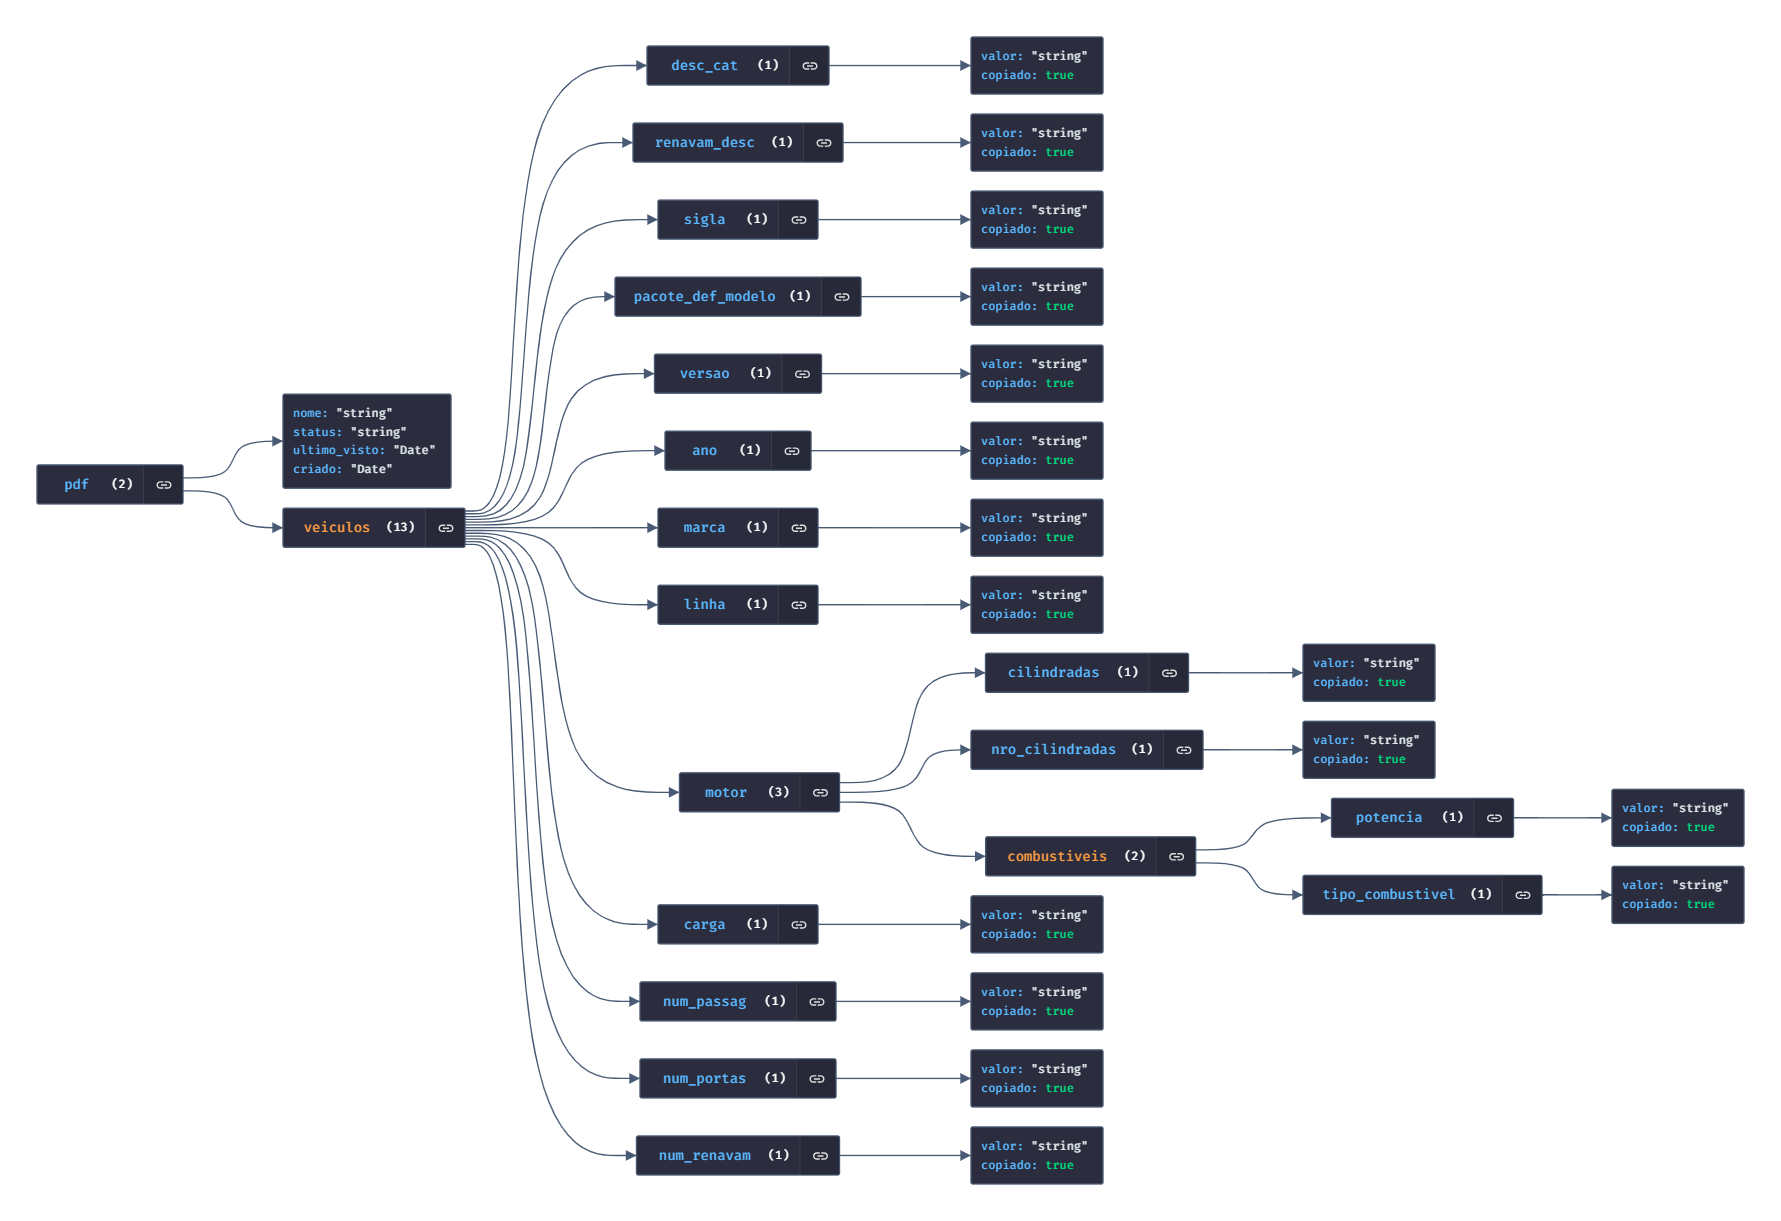 desc_cat (1)
valor: "string"
copiado: true
renavam_desc (1)
valor: "string"
copiado: true
sigla (1)
valor: "string"
copiado: true
pacote_def_modelo (1)
valor: "string"
copiado: true
versao (1)
valor: "string"
copiado: true
nome: "string"
status: "string"
ultimo_visto: "Date"
criado: "Date"
ano (1)
valor: "string"
copiado: true
pdf (2)
veiculos (13)
marca (1)
valor: "string"
copiado: true
linha (1)
valor: "string"
copiado: true
cilindradas (1)
valor: "string"
copiado: true
nro_cilindradas (1)
valor: "string"
copiado: true
motor (3)
potencia (1)
valor: "string"
copiado: true
combustiveis (2)
tipo_combustivel (1)
valor: "string"
copiado: true
carga (1)
valor: "string"
copiado: true
num_passag (1)
valor: "string"
copiado: true
num_portas (1)
valor: "string"
copiado: true
num_renavam (1)
valor: "string"
copiado: true